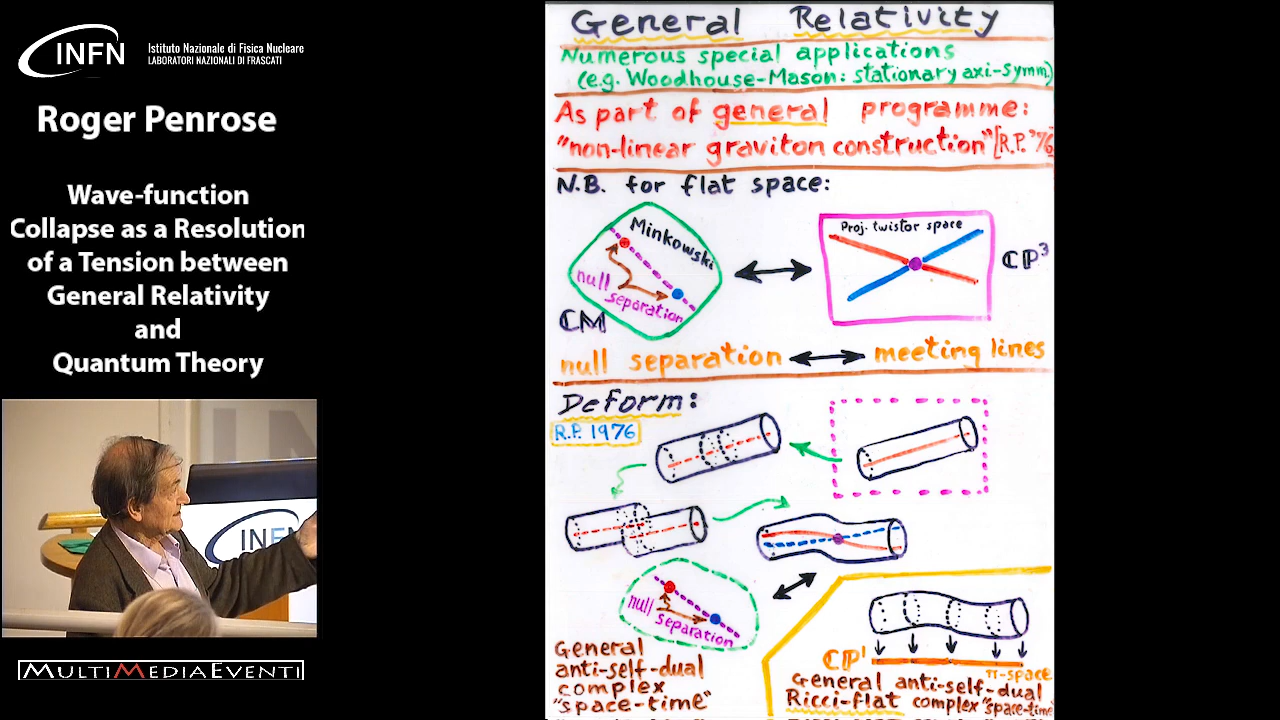 INFN
Istituto Nazionale di Fisica Nucleare
LABORATORI NAZIONALI DI FRASCATI
Roger Penrose
Wave-function
Collapse as a Resolution
of a Tension between
General Relativity
and
Quantum Theory
INFN
MULTIMEDIAEVENTI
General Relativity
Numerous special applications
(e.g. Woodhouse-Mason: stationary axi-symm)
As part of general programme:
"non-linear graviton construction" [R.P. '76
N.B. for flat space:
Minkowski
null separation
CM
Proj. twistor space
CP³
null separation ↔ meeting lines
Deform:
R.P. 1976
null separation
General
anti-self-dual
complex
"space-time"
CP¹
π-space
General anti-self-dual
Ricci-flat complex "space-time